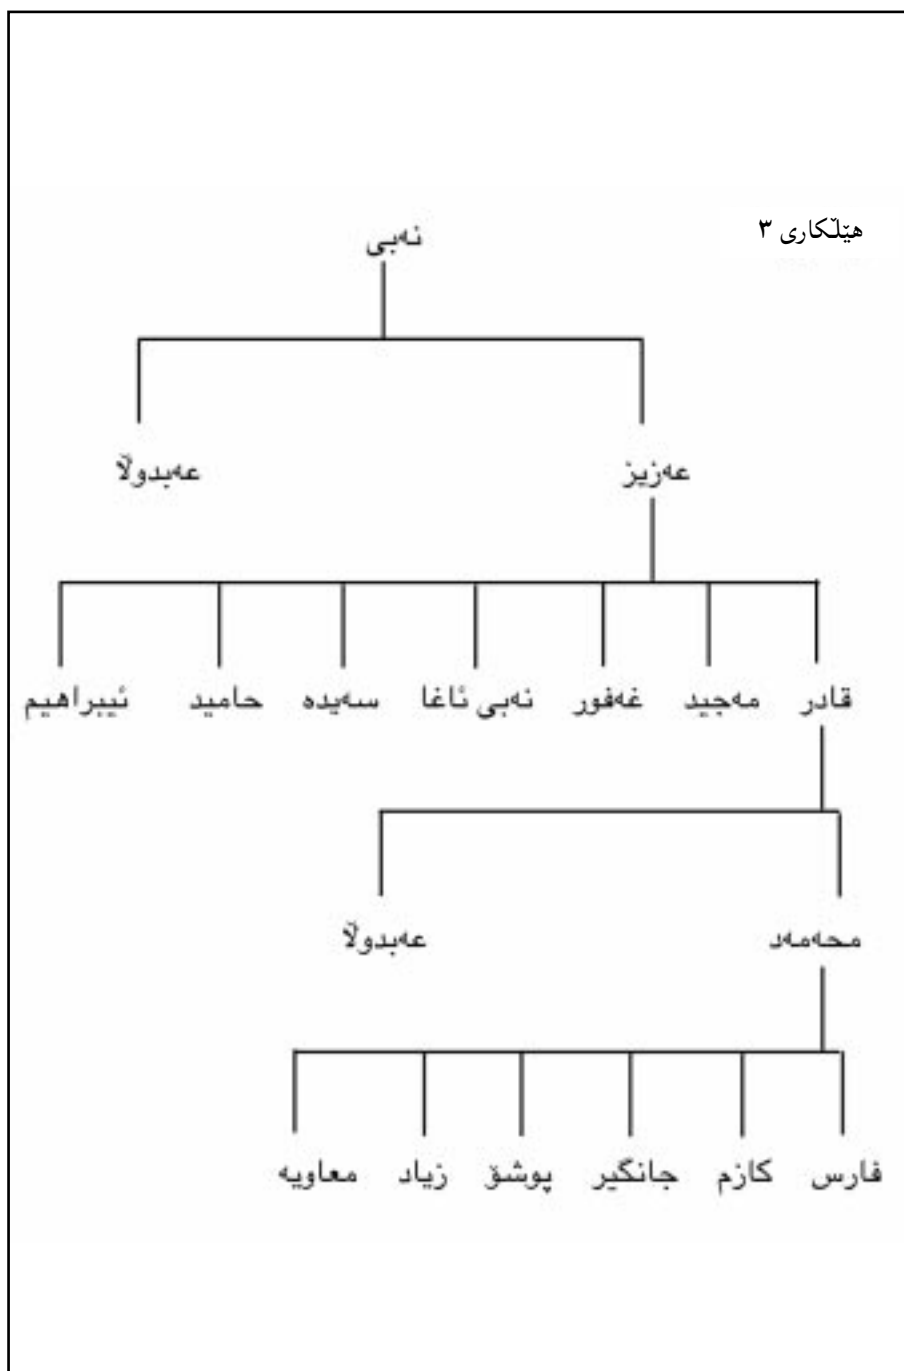 هێڵکاری ٣
نەبی
عەزیز عەبدوڵا
قادر مەجید غەفور نەبی ئاغا سەیدە حامید ئیبراهیم
محەمەد عەبدوڵا
فارس کازم جانگیر پوشۆ زیاد معاویە